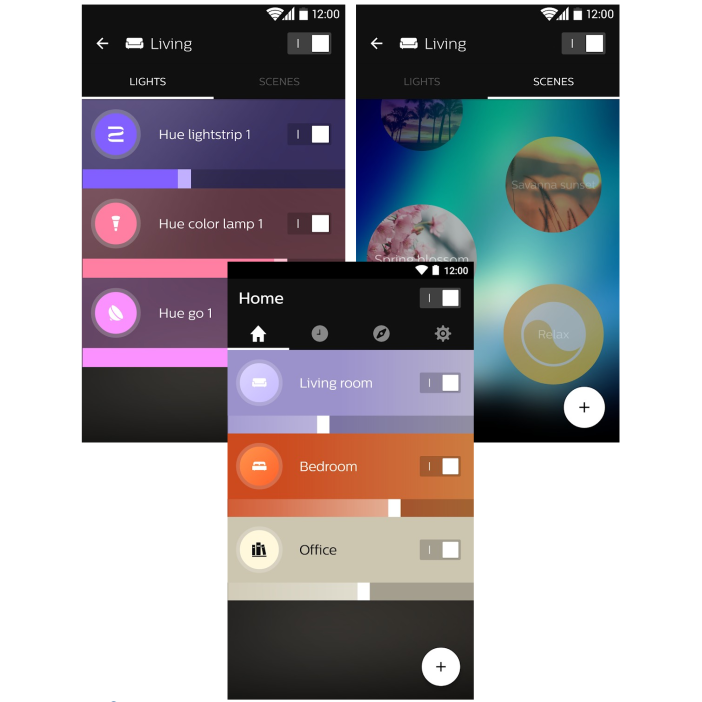 12:00
Living
LIGHTS
SCENES
Hue lightstrip 1
Hue color lamp 1
Hue go 1
12:00
Living
LIGHTS
SCENES
Savanna sunset
Spring blossom
Relax
12:00
Home
Living room
Bedroom
Office